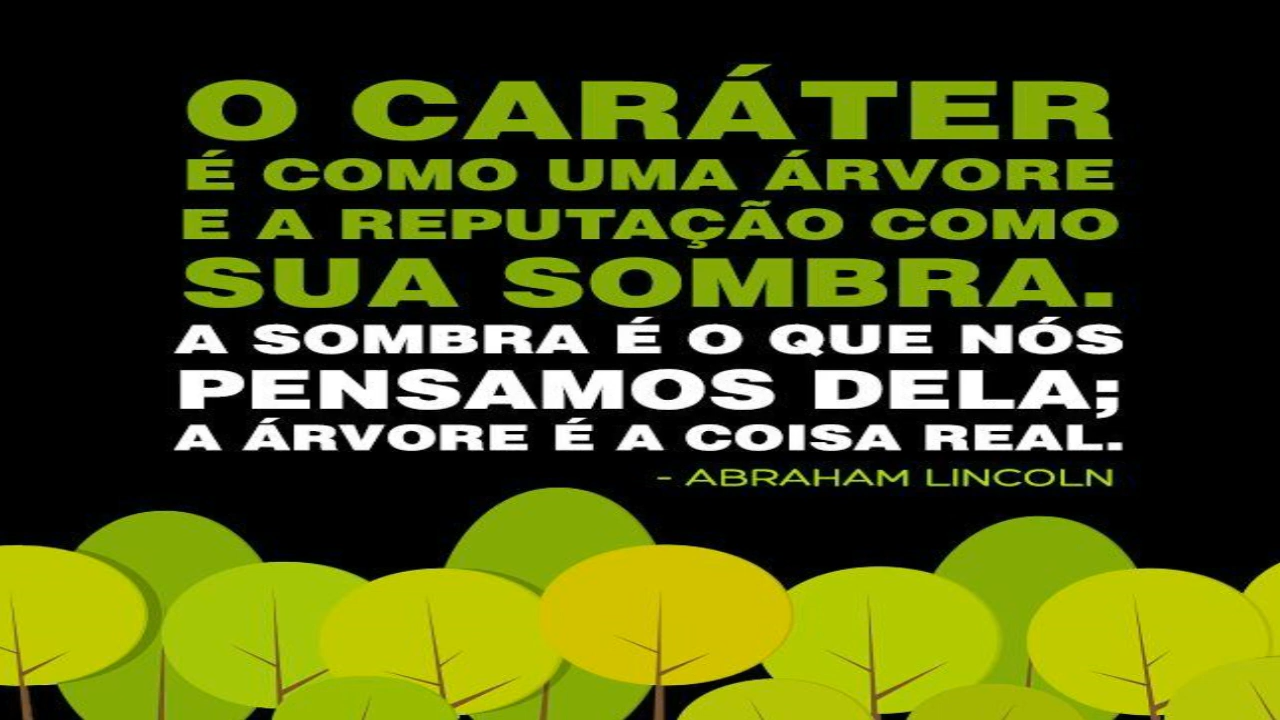 O CARÁTER
É COMO UMA ÁRVORE
E A REPUTAÇÃO COMO
SUA SOMBRA.
A SOMBRA É O QUE NÓS
PENSAMOS DELA;
A ÁRVORE É A COISA REAL.
- ABRAHAM LINCOLN